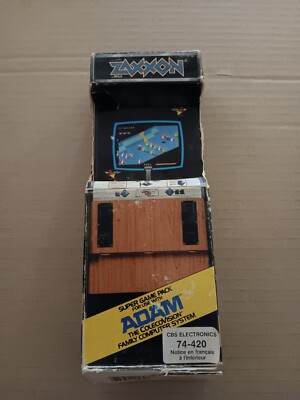 ZAXXON
SUPER GAME PACK
FOR USE WITH
ADAM
THE COLECOVISION
FAMILY COMPUTER SYSTEM
CBS ELECTRONICS
74-420
Notice en français
à l'intérieur